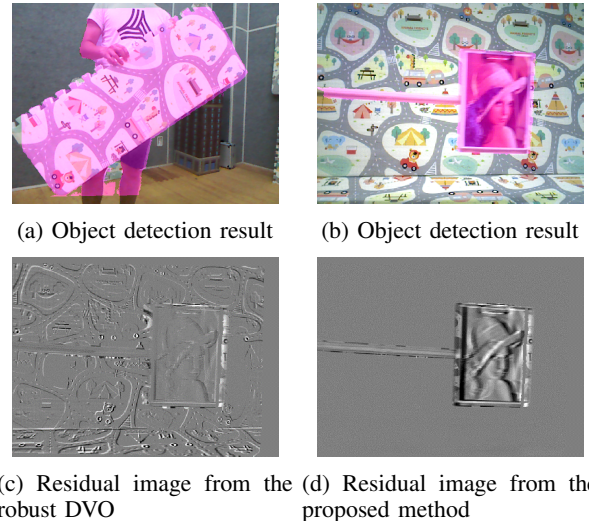 (a) Object detection result
(b) Object detection result
(c) Residual image from the robust DVO
(d) Residual image from the proposed method